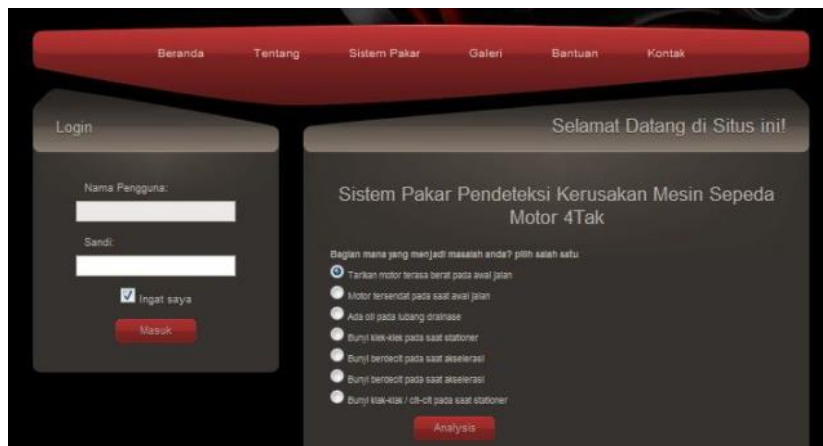 Beranda Tentang Sistem Pakar Galeri Bantuan Kontak
Login
Nama Pengguna:
Sandi:
Ingat saya
Masuk
Selamat Datang di Situs ini!
Sistem Pakar Pendeteksi Kerusakan Mesin Sepeda
Motor 4Tak
Bagian mana yang menjadi masalah anda? pilih salah satu
Tarikan motor terasa berat pada awal jalan
Motor tersendat pada saat awal jalan
Ada oli pada lubang drainase
Bunyi klek-klek pada saat stationer
Bunyi berdecit pada saat akselerasi
Bunyi berdecit pada saat akselerasi
Bunyi klak-klak / cit-cit pada saat stationer
Analysis